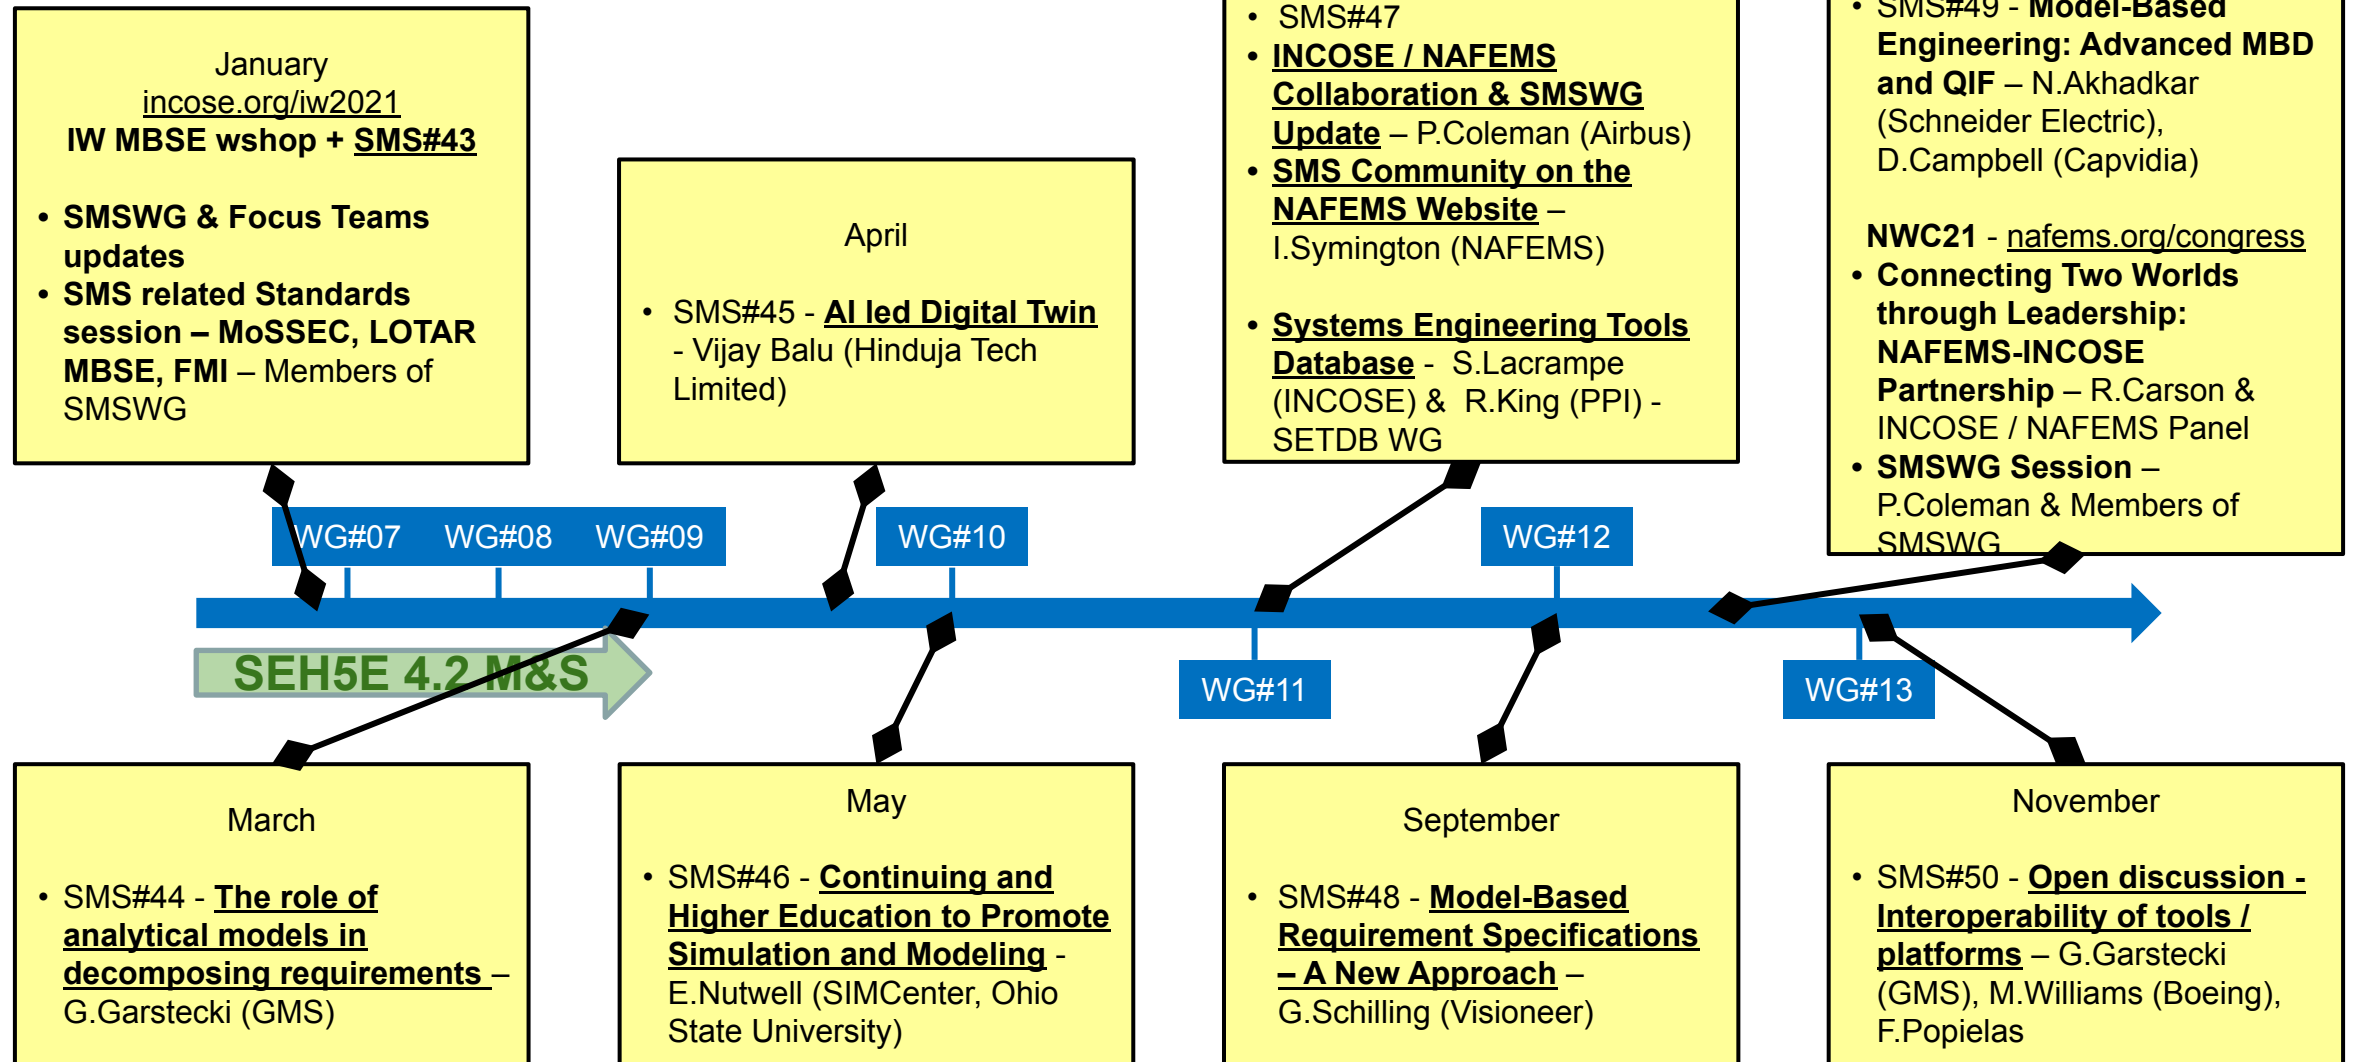 January
incose.org/iw2021
IW MBSE wshop + SMS#43
• SMSWG & Focus Teams
updates
• SMS related Standards
session – MoSSEC, LOTAR
MBSE, FMI – Members of
SMSWG
April
• SMS#45 - AI led Digital Twin
- Vijay Balu (Hinduja Tech
Limited)
• SMS#47
• INCOSE / NAFEMS
Collaboration & SMSWG
Update – P.Coleman (Airbus)
• SMS Community on the
NAFEMS Website –
I.Symington (NAFEMS)
• Systems Engineering Tools
Database - S.Lacrampe
(INCOSE) & R.King (PPI) -
SETDB WG
• SMS#49 - Model-Based
Engineering: Advanced MBD
and QIF – N.Akhadkar
(Schneider Electric),
D.Campbell (Capvidia)
NWC21 - nafems.org/congress
• Connecting Two Worlds
through Leadership:
NAFEMS-INCOSE
Partnership – R.Carson &
INCOSE / NAFEMS Panel
• SMSWG Session –
P.Coleman & Members of
SMSWG
WG#07 WG#08 WG#09 WG#10 WG#12
SEH5E 4.2 M&S
WG#11 WG#13
March
• SMS#44 - The role of
analytical models in
decomposing requirements –
G.Garstecki (GMS)
May
• SMS#46 - Continuing and
Higher Education to Promote
Simulation and Modeling -
E.Nutwell (SIMCenter, Ohio
State University)
September
• SMS#48 - Model-Based
Requirement Specifications
– A New Approach –
G.Schilling (Visioneer)
November
• SMS#50 - Open discussion -
Interoperability of tools /
platforms – G.Garstecki
(GMS), M.Williams (Boeing),
F.Popielas